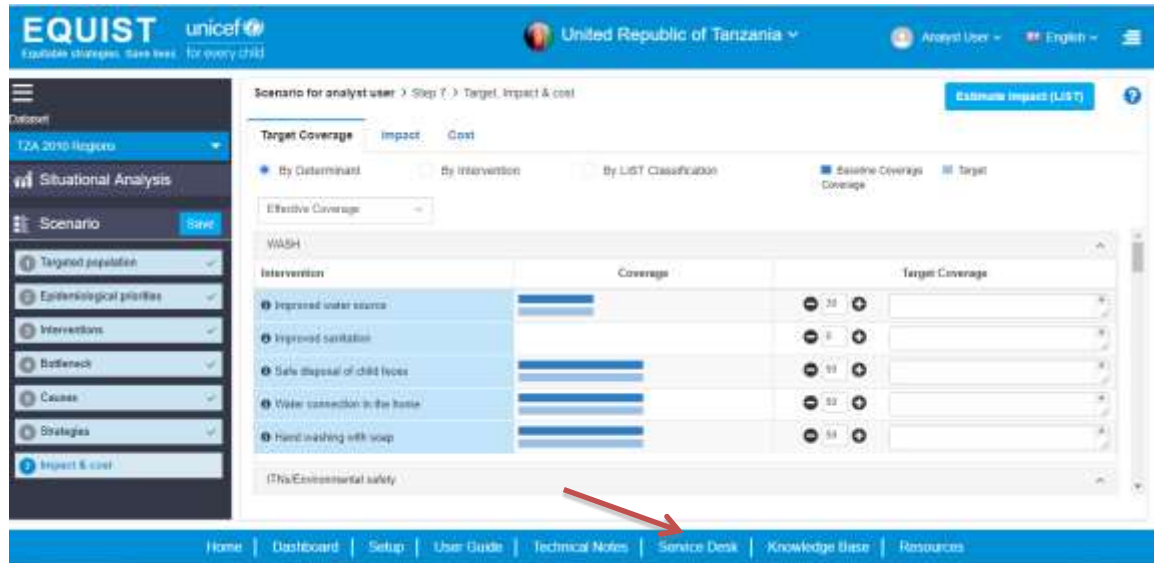 EQUIST unicef
Equitable strategies. Save lives. for every child
United Republic of Tanzania
Analyst User
English
Dataset
TZA 2010 Regions
Situational Analysis
Scenario
Save
Targeted population
Epidemiological priorities
Interventions
Bottleneck
Causes
Strategies
Impact & cost
Scenario for analyst user > Step 7 > Target, Impact & cost
Estimate Impact (LiST)
Target Coverage Impact Cost
By Determinant By Intervention By LiST Classification
Baseline Coverage Target
Coverage
Effective Coverage
WASH
Intervention Coverage Target Coverage
Improved water source 30
Improved sanitation 0
Safe disposal of child feces 50
Water connection in the home 50
Hand washing with soap 50
ITNs/Environmental safety
Home | Dashboard | Setup | User Guide | Technical Notes | Service Desk | Knowledge Base | Resources